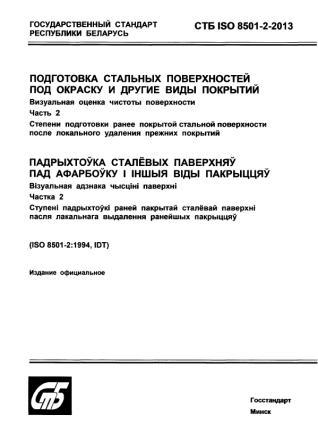 ГОСУДАРСТВЕННЫЙ СТАНДАРТ
РЕСПУБЛИКИ БЕЛАРУСЬ
СТБ ISO 8501-2-2013
ПОДГОТОВКА СТАЛЬНЫХ ПОВЕРХНОСТЕЙ
ПОД ОКРАСКУ И ДРУГИЕ ВИДЫ ПОКРЫТИЙ
Визуальная оценка чистоты поверхности
Часть 2
Степени подготовки ранее покрытой стальной поверхности
после локального удаления прежних покрытий
ПАДРЫХТОЎКА СТАЛЁВЫХ ПАВЕРХНЯЎ
ПАД АФАРБОЎКУ І ІНШЫЯ ВІДЫ ПАКРЫЦЦЯЎ
Візуальная адзнака чысціні паверхні
Частка 2
Ступені падрыхтоўкі раней пакрытай сталёвай паверхні
пасля лакальнага выдалення ранейшых пакрыццяў
(ISO 8501-2:1994, IDT)
Издание официальное
СТБ
Госстандарт
Минск